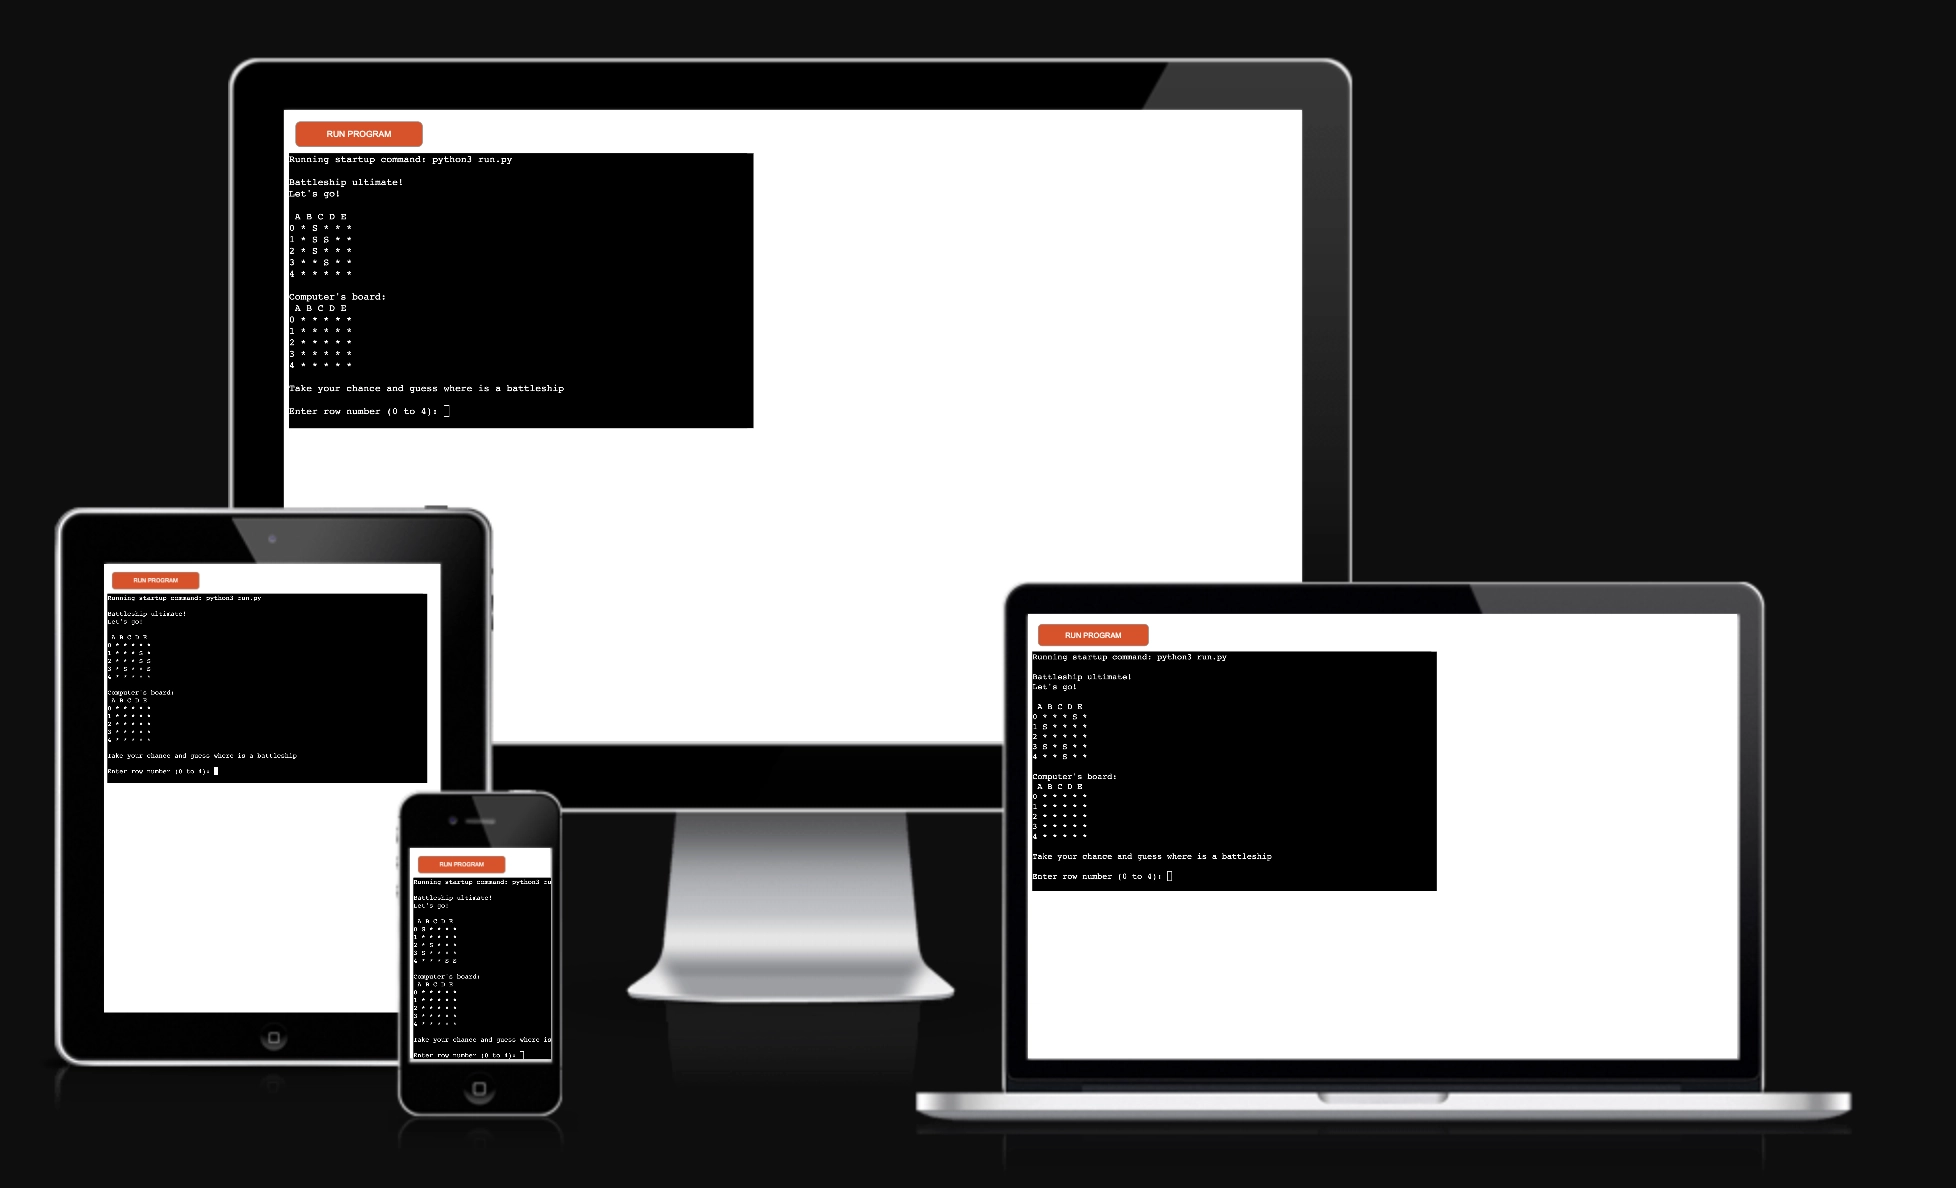 RUN PROGRAM
Running startup command: python3 run.py
Battleship ultimate!
Let's go!
A B C D E
0 * S * * *
1 * S S * *
2 * S * * *
3 * * S * *
4 * * * * *
Computer's board:
A B C D E
0 * * * * *
1 * * * * *
2 * * * * *
3 * * * * *
4 * * * * *
Take your chance and guess where is a battleship
Enter row number (0 to 4):
RUN PROGRAM
Running startup command: python3 run.py
Battleship ultimate!
Let's go!
A B C D E
0 * * * * *
1 * * * S *
2 * * * S S
3 * S * * S
4 * * * * *
Computer's board:
A B C D E
0 * * * * *
1 * * * * *
2 * * * * *
3 * * * * *
4 * * * * *
Take your chance and guess where is a battleship
Enter row number (0 to 4):
RUN PROGRAM
Running startup command: python3 ru
Battleship ultimate!
Let's go!
A B C D E
0 S * * * *
1 * * * * *
2 * S * * *
3 S * * * *
4 * * * S S
Computer's board:
A B C D E
0 * * * * *
1 * * * * *
2 * * * * *
3 * * * * *
4 * * * * *
Take your chance and guess where is
Enter row number (0 to 4):
RUN PROGRAM
Running startup command: python3 run.py
Battleship ultimate!
Let's go!
A B C D E
0 * * * S *
1 S * * * *
2 * * * * *
3 S * S * *
4 * * S * *
Computer's board:
A B C D E
0 * * * * *
1 * * * * *
2 * * * * *
3 * * * * *
4 * * * * *
Take your chance and guess where is a battleship
Enter row number (0 to 4):